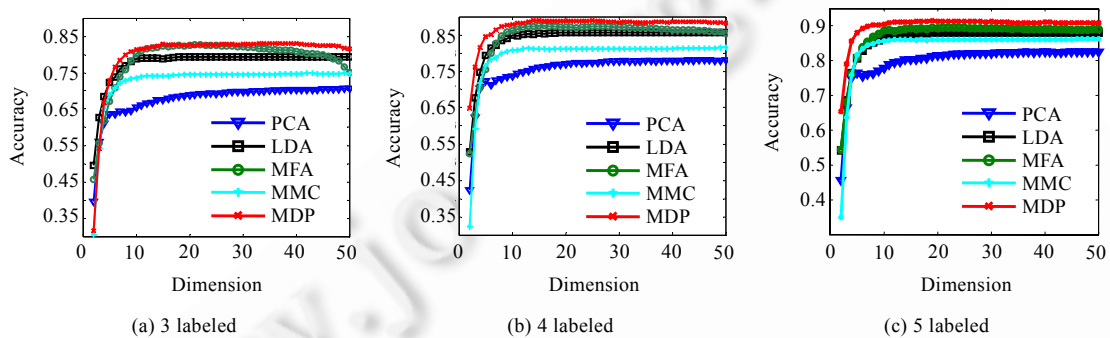 0.85
0.75
0.65
0.55
0.45
0.35
Accuracy
0 10 20 30 40 50
Dimension
PCA
LDA
MFA
MMC
MDP
(a) 3 labeled
0.85
0.75
0.65
0.55
0.45
0.35
Accuracy
0 10 20 30 40 50
Dimension
PCA
LDA
MFA
MMC
MDP
(b) 4 labeled
0.9
0.8
0.7
0.6
0.5
0.4
Accuracy
0 10 20 30 40 50
Dimension
PCA
LDA
MFA
MMC
MDP
(c) 5 labeled